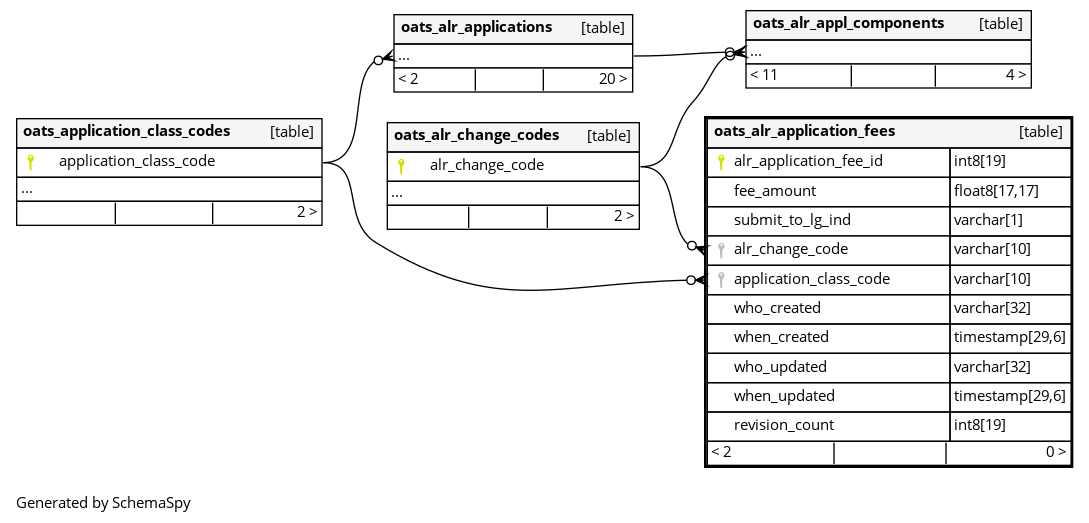 oats_alr_applications [table]
...
< 2 20 >
oats_alr_appl_components [table]
...
< 11 4 >
oats_application_class_codes [table]
application_class_code
...
2 >
oats_alr_change_codes [table]
alr_change_code
...
2 >
oats_alr_application_fees [table]
alr_application_fee_id int8[19]
fee_amount float8[17,17]
submit_to_lg_ind varchar[1]
alr_change_code varchar[10]
application_class_code varchar[10]
who_created varchar[32]
when_created timestamp[29,6]
who_updated varchar[32]
when_updated timestamp[29,6]
revision_count int8[19]
< 2 0 >
Generated by SchemaSpy